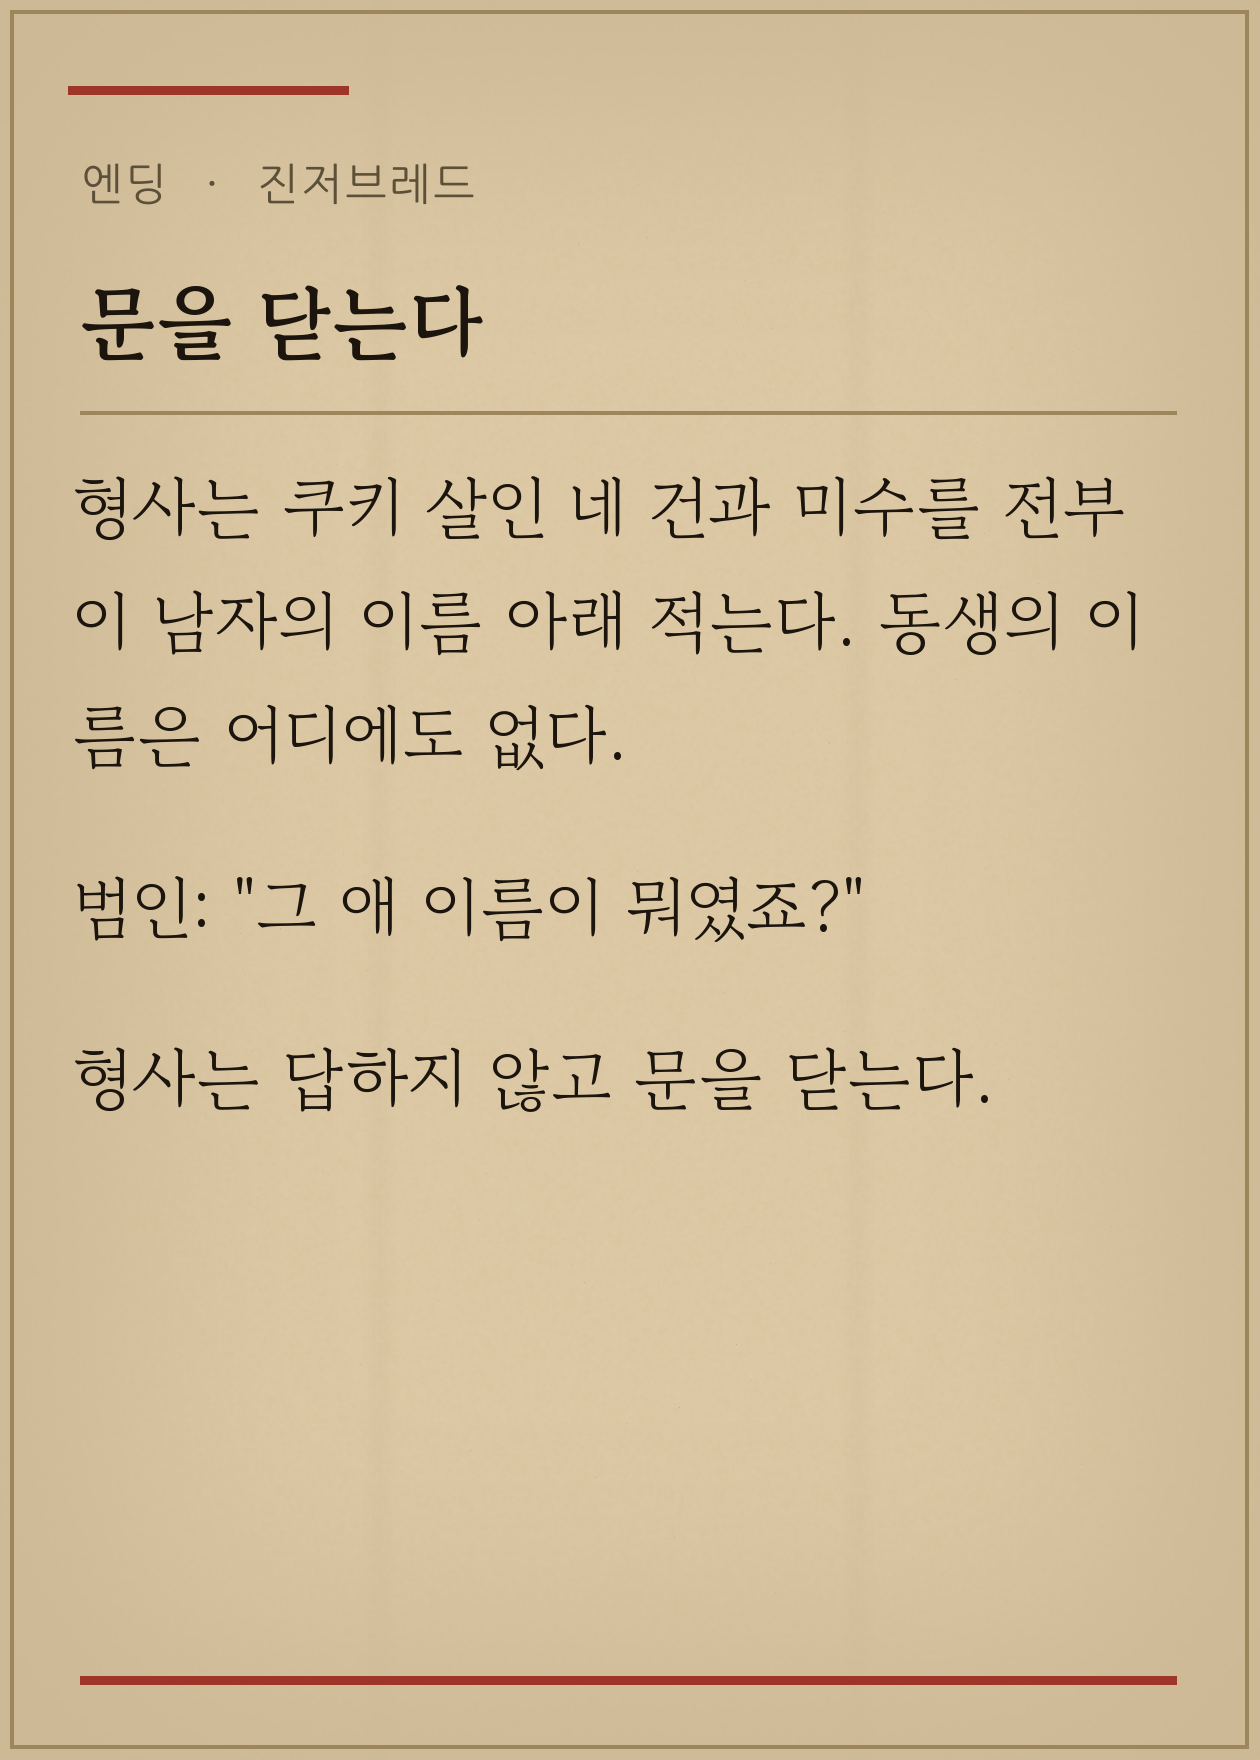 엔딩 · 진저브레드
문을 닫는다
형사는 쿠키 살인 네 건과 미수를 전부
이 남자의 이름 아래 적는다. 동생의 이
름은 어디에도 없다.
범인: "그 애 이름이 뭐였죠?"
형사는 답하지 않고 문을 닫는다.